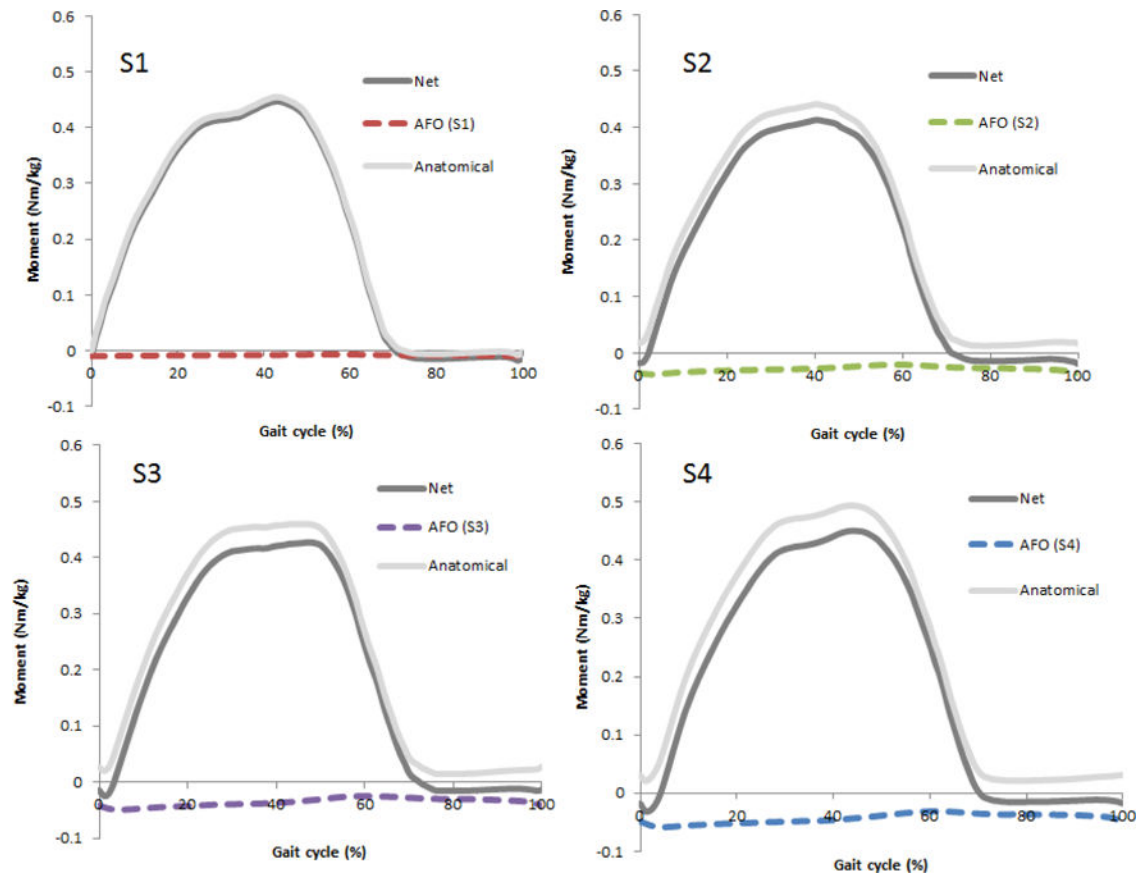 S1
Net
AFO (S1)
Anatomical
Moment (Nm/kg)
0.6
0.5
0.4
0.3
0.2
0.1
0
-0.1
0 20 40 60 80 100
Gait cycle (%)
S2
Net
AFO (S2)
Anatomical
Moment (Nm/kg)
0.6
0.5
0.4
0.3
0.2
0.1
0
-0.1
0 20 40 60 80 100
Gait cycle (%)
S3
Net
AFO (S3)
Anatomical
Moment (Nm/kg)
0.6
0.5
0.4
0.3
0.2
0.1
0
-0.1
0 20 40 60 80 100
Gait cycle (%)
S4
Net
AFO (S4)
Anatomical
Moment (Nm/kg)
0.6
0.5
0.4
0.3
0.2
0.1
0
-0.1
0 20 40 60 80 100
Gait cycle (%)